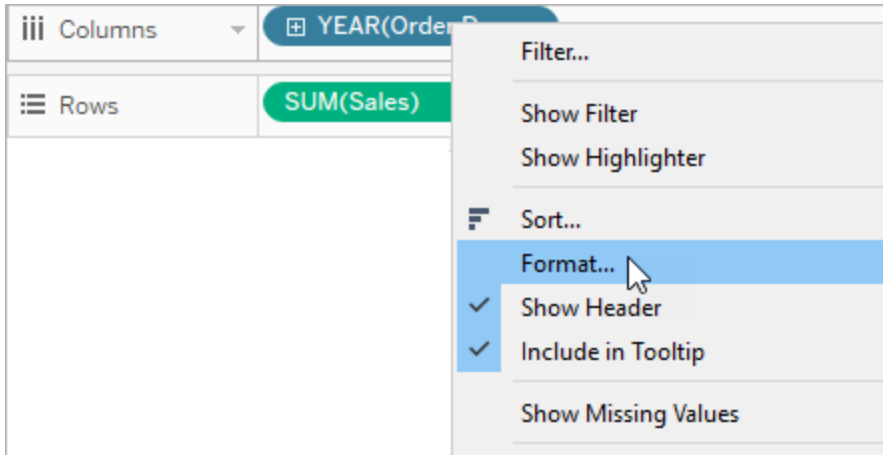 Columns
YEAR(Order
Rows
SUM(Sales)
Filter...
Show Filter
Show Highlighter
Sort...
Format...
Show Header
Include in Tooltip
Show Missing Values